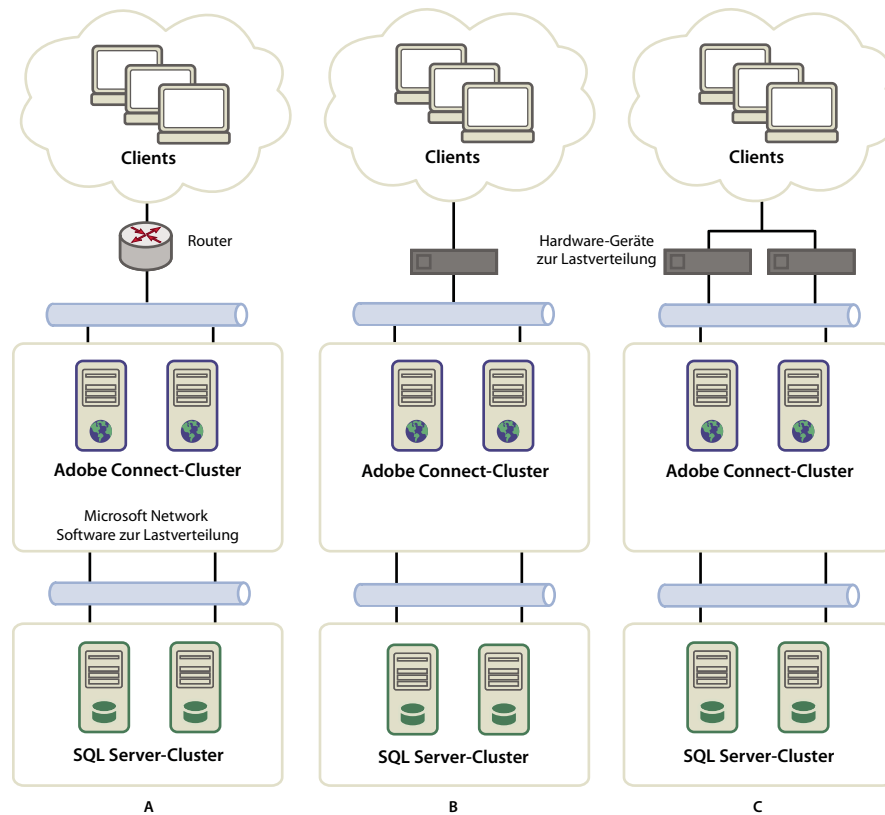 Clients
Clients
Clients
Router
Hardware-Geräte
zur Lastverteilung
Adobe Connect-Cluster
Adobe Connect-Cluster
Adobe Connect-Cluster
Microsoft Network
Software zur Lastverteilung
SQL Server-Cluster
SQL Server-Cluster
SQL Server-Cluster
A
B
C